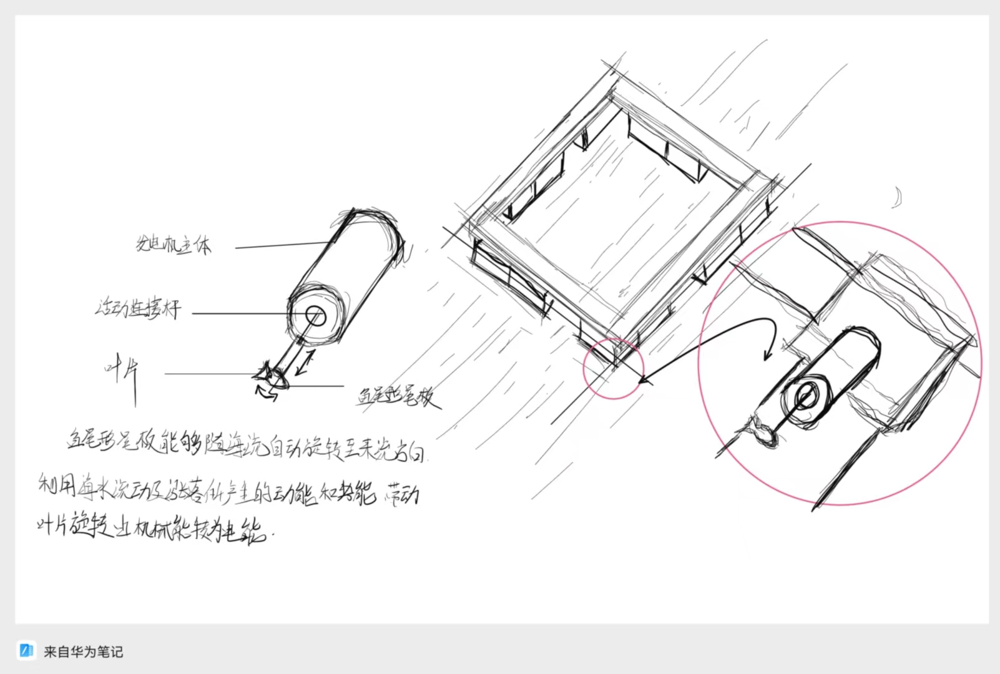 发电机主体
活动连接杆
叶片
鱼尾形尾板
鱼尾形尾板能够随海流自动旋转至来流方向.
利用海水流动及涨落所产生的动能和势能 带动
叶片旋转 让机械能转为电能.
来自华为笔记